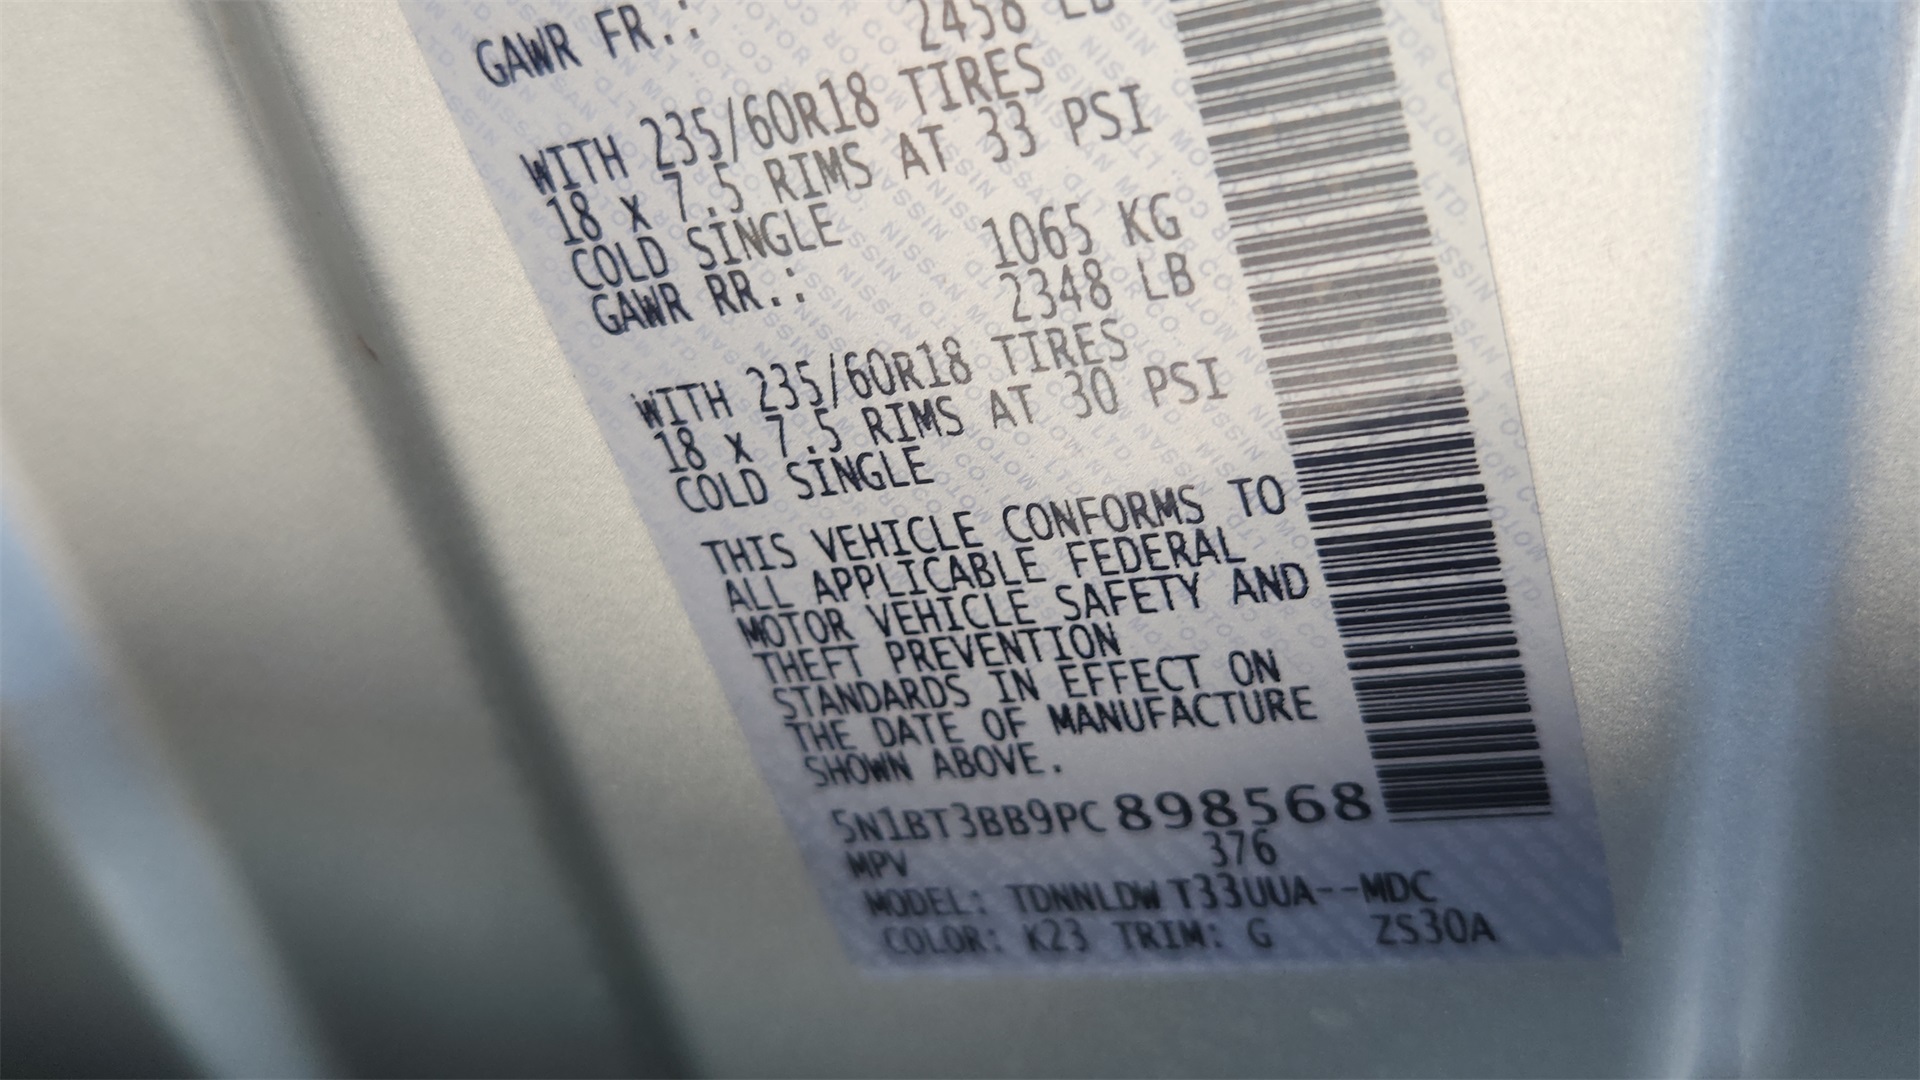 GAWR FR.: 2458 LB
WITH 235/60R18 TIRES
18 X 7.5 RIMS AT 33 PSI
COLD SINGLE
GAWR RR.: 1065 KG
2348 LB
WITH 235/60R18 TIRES
18 X 7.5 RIMS AT 30 PSI
COLD SINGLE
THIS VEHICLE CONFORMS TO
ALL APPLICABLE FEDERAL
MOTOR VEHICLE SAFETY AND
THEFT PREVENTION
STANDARDS IN EFFECT ON
THE DATE OF MANUFACTURE
SHOWN ABOVE.
5N1BT3BB9PC898568
MPV 376
MODEL: TDNNLDW T33UUA--MDC
COLOR: K23 TRIM: G ZS30A